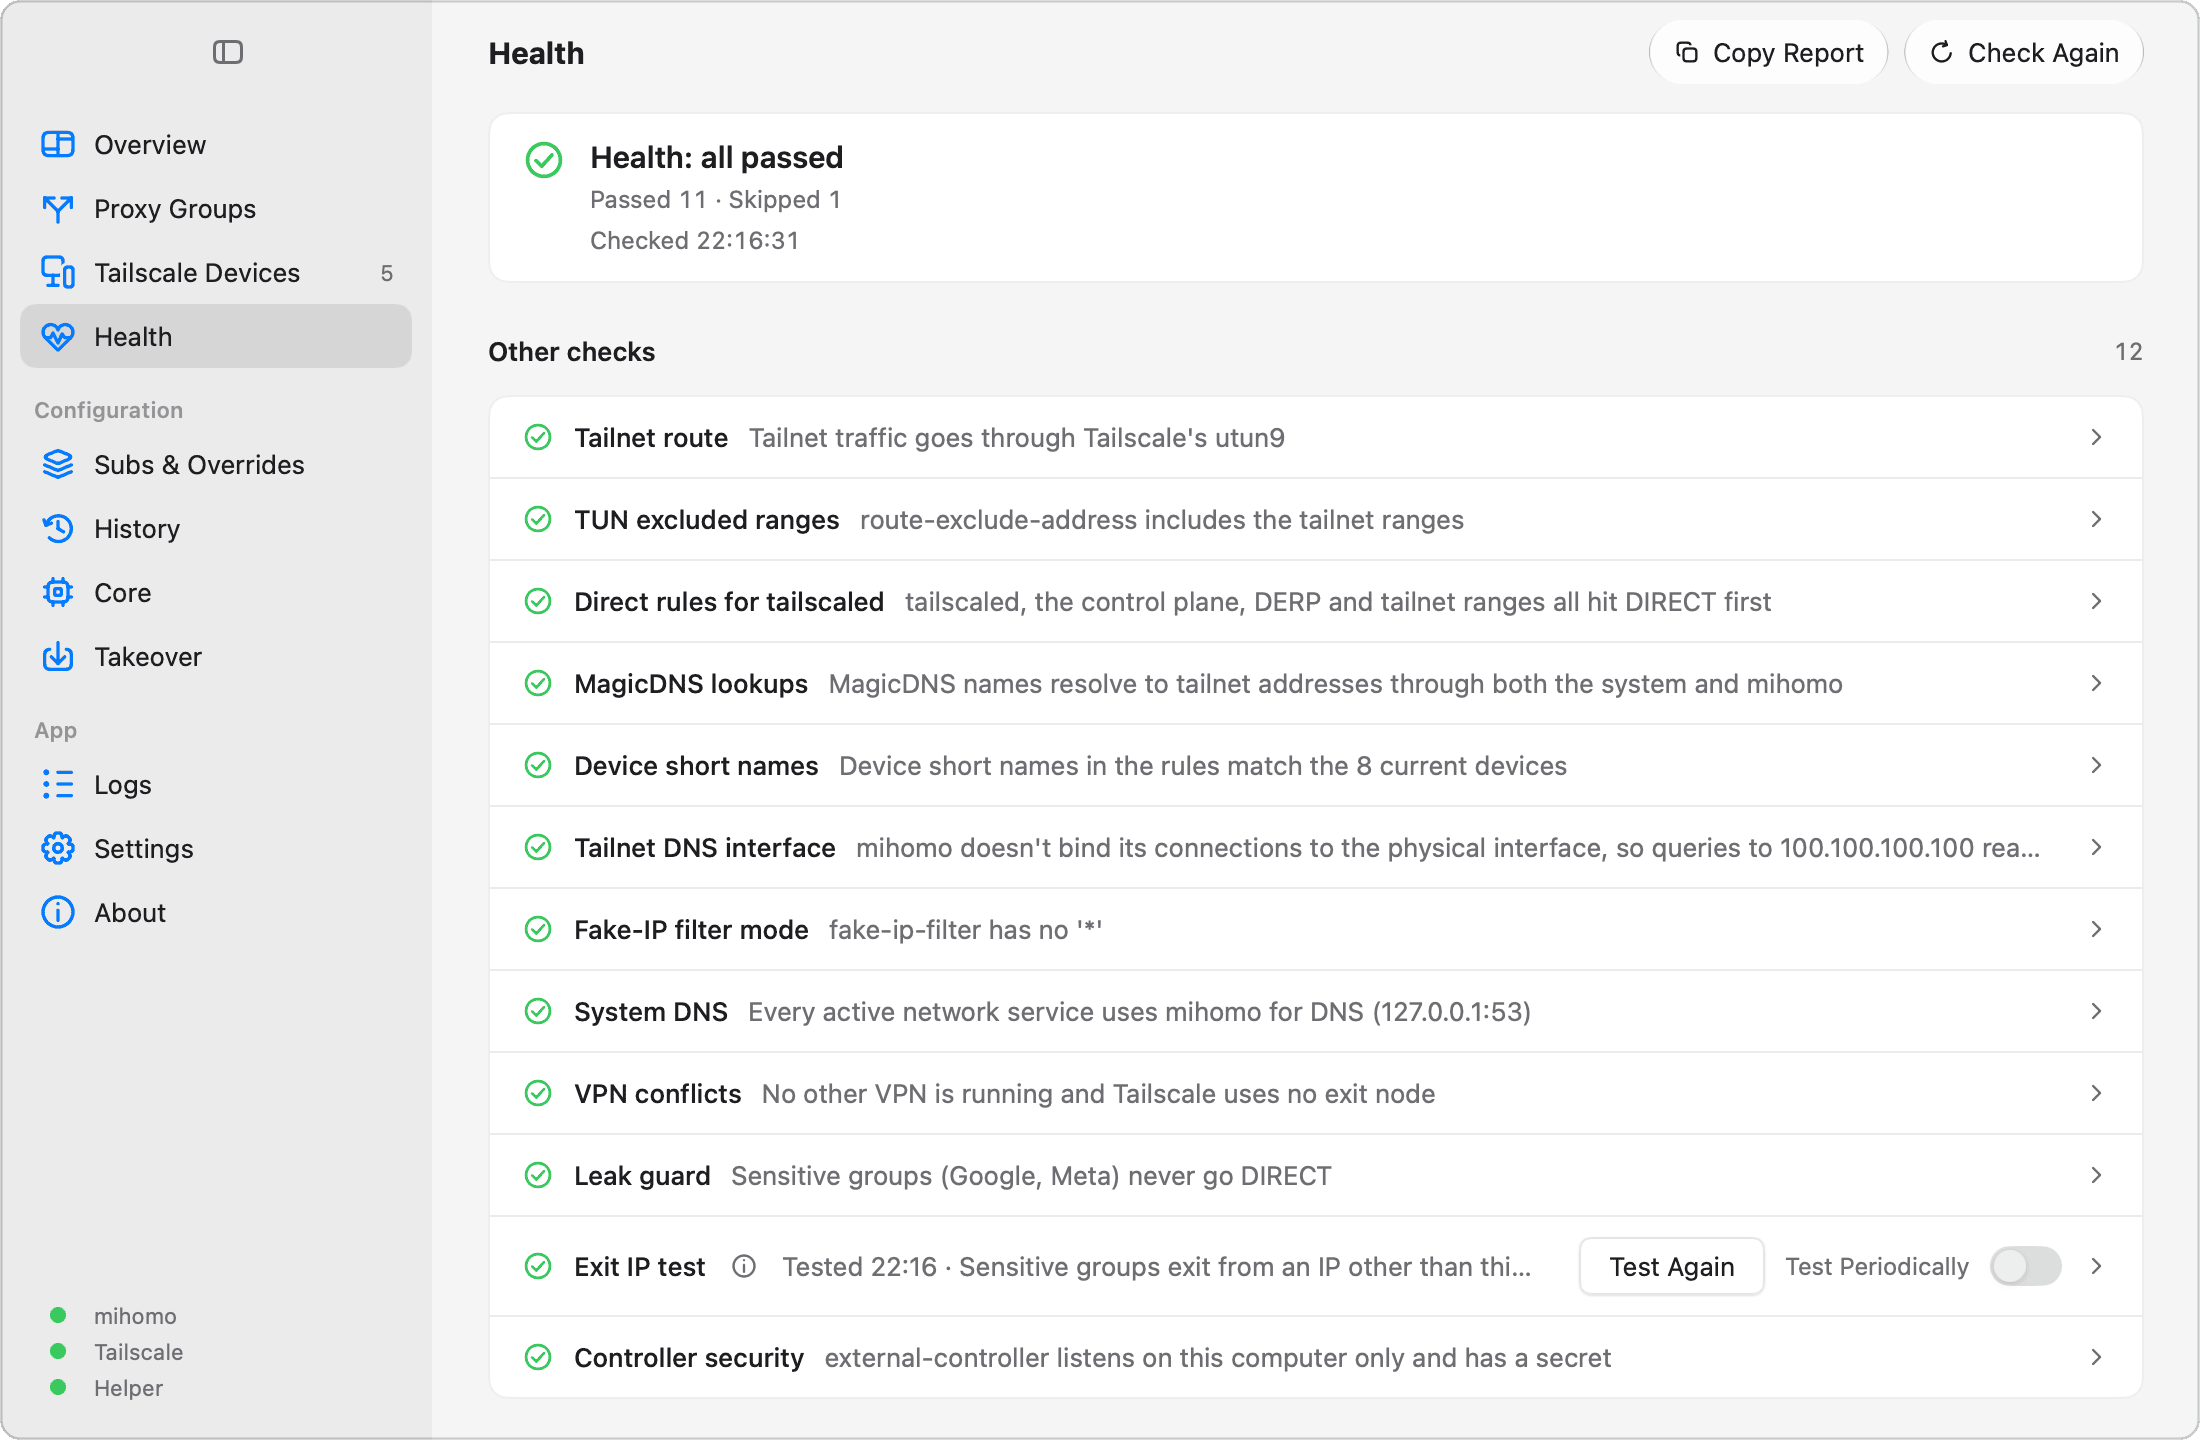 Overview
Proxy Groups
Tailscale Devices 5
Health
Configuration
Subs & Overrides
History
Core
Takeover
App
Logs
Settings
About
mihomo
Tailscale
Helper
Health
Copy Report
Check Again
Health: all passed
Passed 11 · Skipped 1
Checked 22:16:31
Other checks 12
Tailnet route Tailnet traffic goes through Tailscale's utun9
TUN excluded ranges route-exclude-address includes the tailnet ranges
Direct rules for tailscaled tailscaled, the control plane, DERP and tailnet ranges all hit DIRECT first
MagicDNS lookups MagicDNS names resolve to tailnet addresses through both the system and mihomo
Device short names Device short names in the rules match the 8 current devices
Tailnet DNS interface mihomo doesn't bind its connections to the physical interface, so queries to 100.100.100.100 rea...
Fake-IP filter mode fake-ip-filter has no '*'
System DNS Every active network service uses mihomo for DNS (127.0.0.1:53)
VPN conflicts No other VPN is running and Tailscale uses no exit node
Leak guard Sensitive groups (Google, Meta) never go DIRECT
Exit IP test Tested 22:16 · Sensitive groups exit from an IP other than thi... Test Again Test Periodically
Controller security external-controller listens on this computer only and has a secret